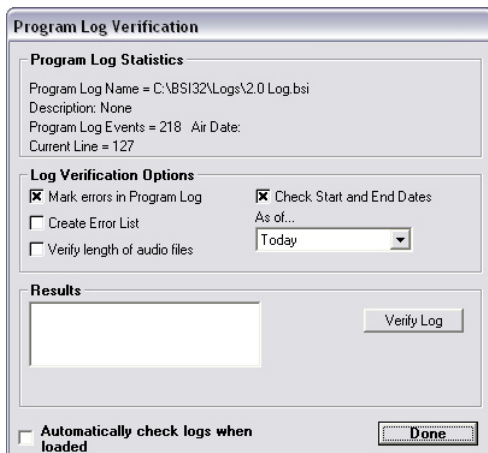 Program Log Verification
Program Log Statistics
Program Log Name = C:\BSI32\Logs\2.0 Log.bsi
Description: None
Program Log Events = 218 Air Date:
Current Line = 127
Log Verification Options
Mark errors in Program Log
Create Error List
Verify length of audio files
Check Start and End Dates
As of...
Today
Results
Verify Log
Automatically check logs when
loaded
Done